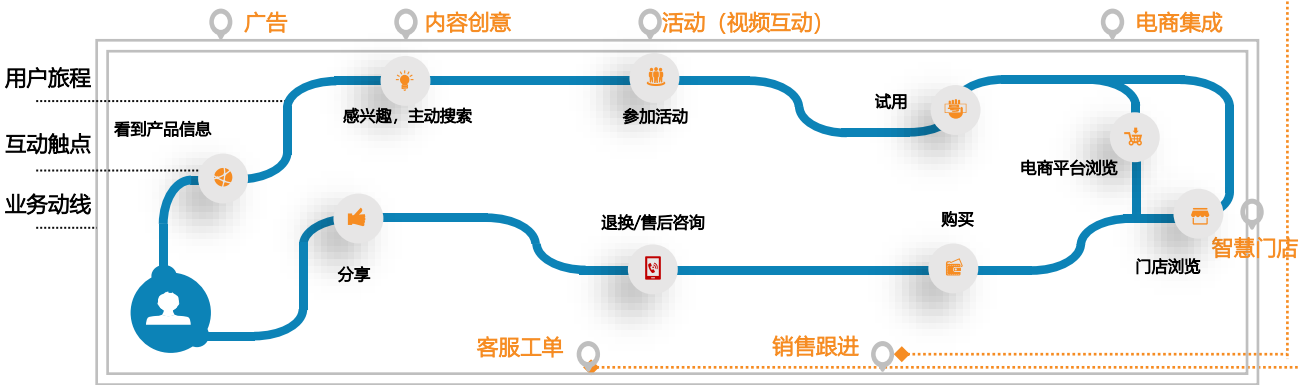 广告
内容创意
活动（视频互动）
电商集成
用户旅程
感兴趣，主动搜索
参加活动
试用
看到产品信息
互动触点
电商平台浏览
业务动线
退换/售后咨询
购买
智慧门店
分享
门店浏览
客服工单
销售跟进